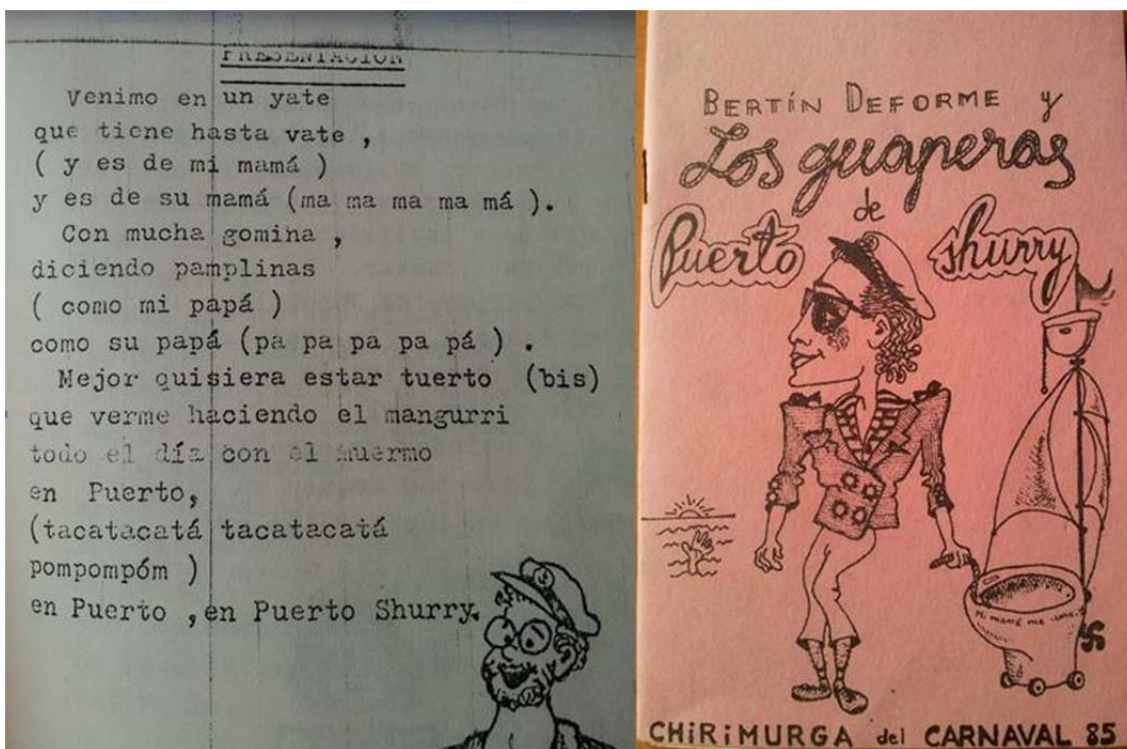 PRESENTACION
Venimo en un yate
que tiene hasta vate ,
( y es de mi mamá )
y es de su mamá (ma ma ma ma má ).
Con mucha gomina ,
diciendo pamplinas
( como mi papá )
como su papá (pa pa pa pa pá ) .
Mejor quisiera estar tuerto (bis)
que verme haciendo el mangurri
todo el día con el muermo
en Puerto,
(tacatacatá tacatacatá
pompompóm )
en Puerto , en Puerto Shurry.
BERTÍN DEFORME y
Los guaperas
de
Puerto shurry
Mi mamá me
CHiRiMURGA del CARNAVAL 85